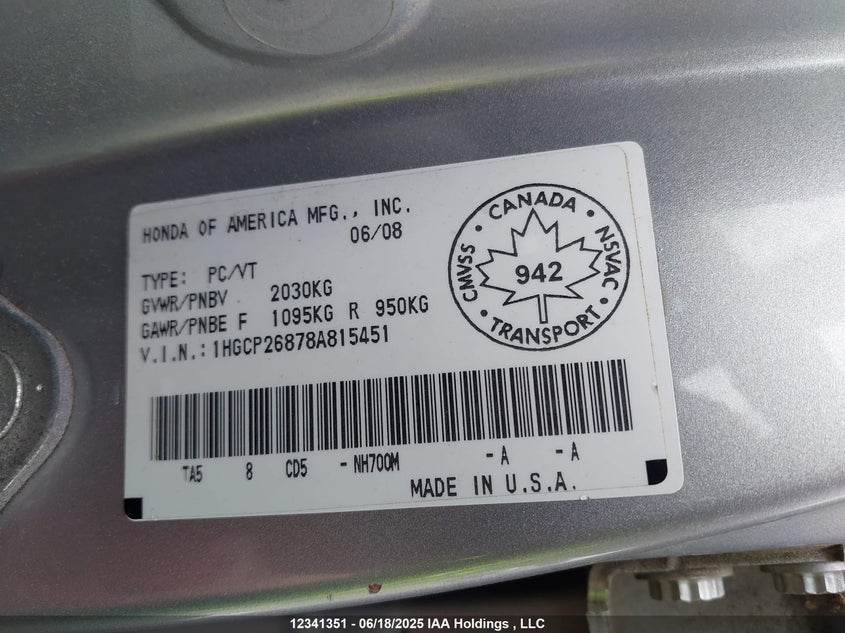 HONDA OF AMERICA MFG., INC.
06/08
TYPE: PC/VT
GVWR/PNBV 2030KG
GAWR/PNBE F 1095KG R 950KG
V.I.N.:1HGCP26878A815451
CANADA
CMVSS
NSVAC
942
TRANSPORT
TA5 8 CD5 -NH700M -A -A
MADE IN U.S.A.
12341351 - 06/18/2025 IAA Holdings , LLC